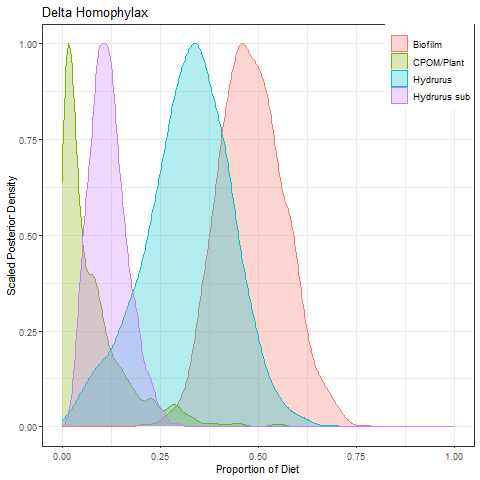 Delta Homophylax
Biofilm
CPOM/Plant
Hydrurus
Hydrurus sub
1.00
0.75
0.50
0.25
0.00
Scaled Posterior Density
0.00 0.25 0.50 0.75 1.00
Proportion of Diet